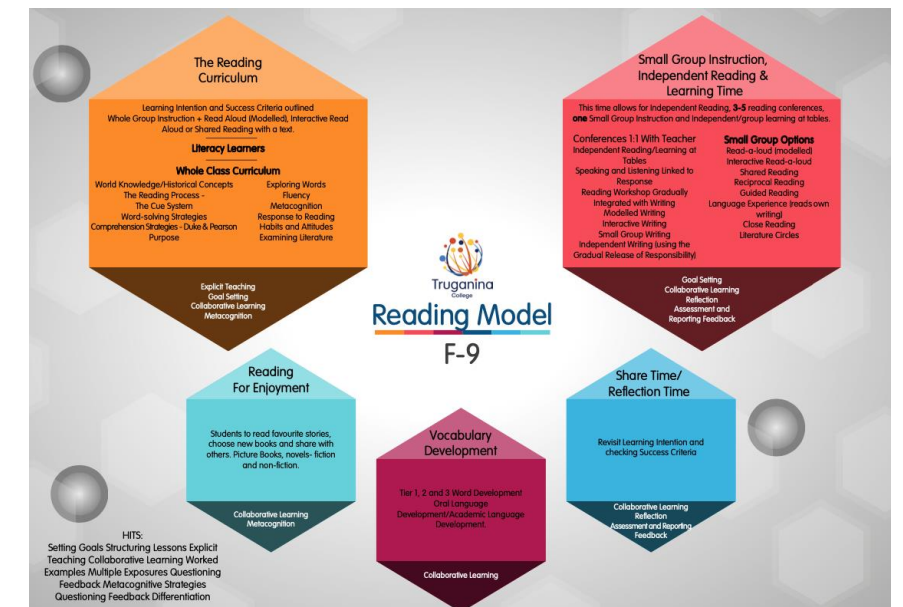 The Reading
Curriculum
Learning Intention and Success Criteria outlined
Whole Group Instruction + Read Aloud (Modelled), Interactive Read
Aloud or Shared Reading with a text.
Literacy Learners
Whole Class Curriculum
World Knowledge/Historical Concepts
The Reading Process -
The Cue System
Word-solving Strategies
Comprehension Strategies - Duke & Pearson
Purpose
Exploring Words
Fluency
Metacognition
Response to Reading
Habits and Attitudes
Examining Literature
Explicit Teaching
Goal Setting
Collaborative Learning
Metacognition
Small Group Instruction,
Independent Reading &
Learning Time
This time allows for Independent Reading, 3-5 reading conferences,
one Small Group Instruction and Independent/group learning at tables.
Conferences 1:1 With Teacher
Independent Reading/Learning at
Tables
Speaking and Listening Linked to
Response
Reading Workshop Gradually
Integrated with Writing
Modelled Writing
Interactive Writing
Small Group Writing
Independent Writing (using the
Gradual Release of Responsibility)
Small Group Options
Read-a-loud (modelled)
Interactive Read-a-loud
Shared Reading
Reciprocal Reading
Guided Reading
Language Experience (reads own
writing)
Close Reading
Literature Circles
Goal Setting
Collaborative Learning
Reflection
Assessment and
Reporting Feedback
Truganina
College
Reading Model
F-9
Reading
For Enjoyment
Students to read favourite stories,
choose new books and share with
others. Picture Books, novels- fiction
and non-fiction.
Collaborative Learning
Metacognition
Vocabulary
Development
Tier 1, 2 and 3 Word Development
Oral Language
Development/Academic Language
Development.
Collaborative Learning
Share Time/
Reflection Time
Revisit Learning Intention and
checking Success Criteria
Collaborative Learning
Reflection
Assessment and Reporting
Feedback
HITS:
Setting Goals Structuring Lessons Explicit
Teaching Collaborative Learning Worked
Examples Multiple Exposures Questioning
Feedback Metacognitive Strategies
Questioning Feedback Differentiation